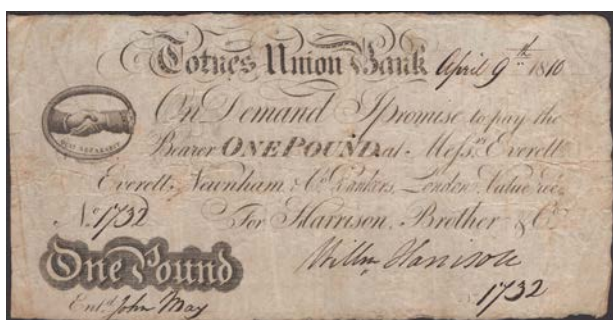 Totnes Union Bank April 9th 1810
On Demand I promise to pay the
Bearer ONE POUND at Messrs. Everett
Everett, Newnham & Co. Bankers, London Value recd.
No. 1732 For Harrison, Brother & Co.
QUIS SEPARABIT
One Pound Willm Harrison
Entd. John May 1732